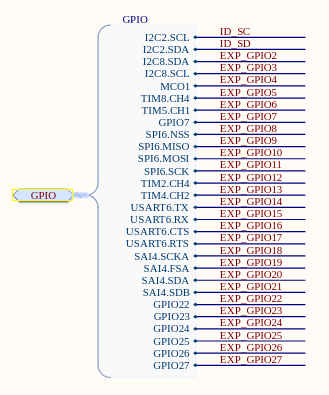 GPIO
I2C2.SCL ID_SC
I2C2.SDA ID_SD
I2C8.SDA EXP_GPIO2
I2C8.SCL EXP_GPIO3
MCO1 EXP_GPIO4
TIM8.CH4 EXP_GPIO5
TIM5.CH1 EXP_GPIO6
GPIO7 EXP_GPIO7
SPI6.NSS EXP_GPIO8
SPI6.MISO EXP_GPIO9
SPI6.MOSI EXP_GPIO10
SPI6.SCK EXP_GPIO11
TIM2.CH4 EXP_GPIO12
GPIO TIM4.CH2 EXP_GPIO13
USART6.TX EXP_GPIO14
USART6.RX EXP_GPIO15
USART6.CTS EXP_GPIO16
USART6.RTS EXP_GPIO17
SAI4.SCKA EXP_GPIO18
SAI4.FSA EXP_GPIO19
SAI4.SDA EXP_GPIO20
SAI4.SDB EXP_GPIO21
GPIO22 EXP_GPIO22
GPIO23 EXP_GPIO23
GPIO24 EXP_GPIO24
GPIO25 EXP_GPIO25
GPIO26 EXP_GPIO26
GPIO27 EXP_GPIO27